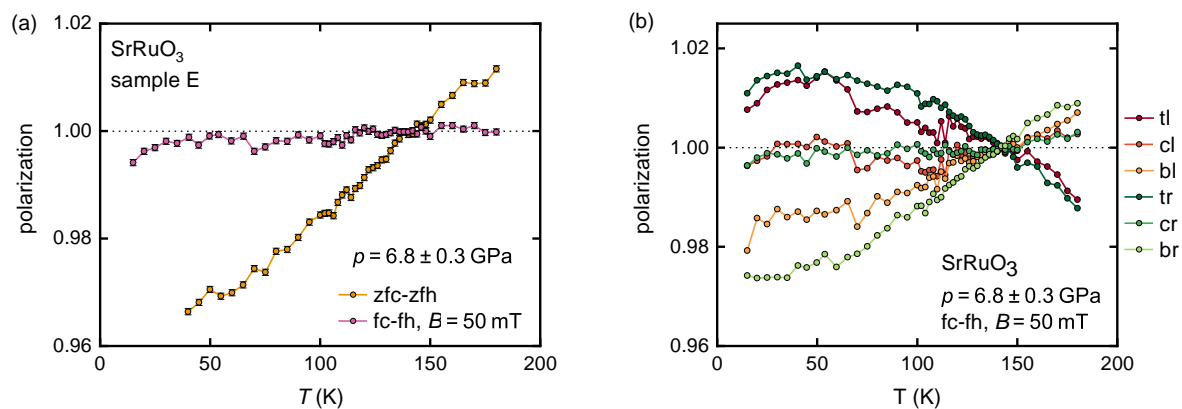 (a)
1.02
1.00
0.98
0.96
polarization
SrRuO3
sample E
p = 6.8 ± 0.3 GPa
zfc-zfh
fc-fh, B = 50 mT
0
50
100
150
200
T (K)
(b)
1.02
1.00
0.98
0.96
polarization
SrRuO3
p = 6.8 ± 0.3 GPa
fc-fh, B = 50 mT
0
50
100
150
200
T (K)
tl
cl
bl
tr
cr
br